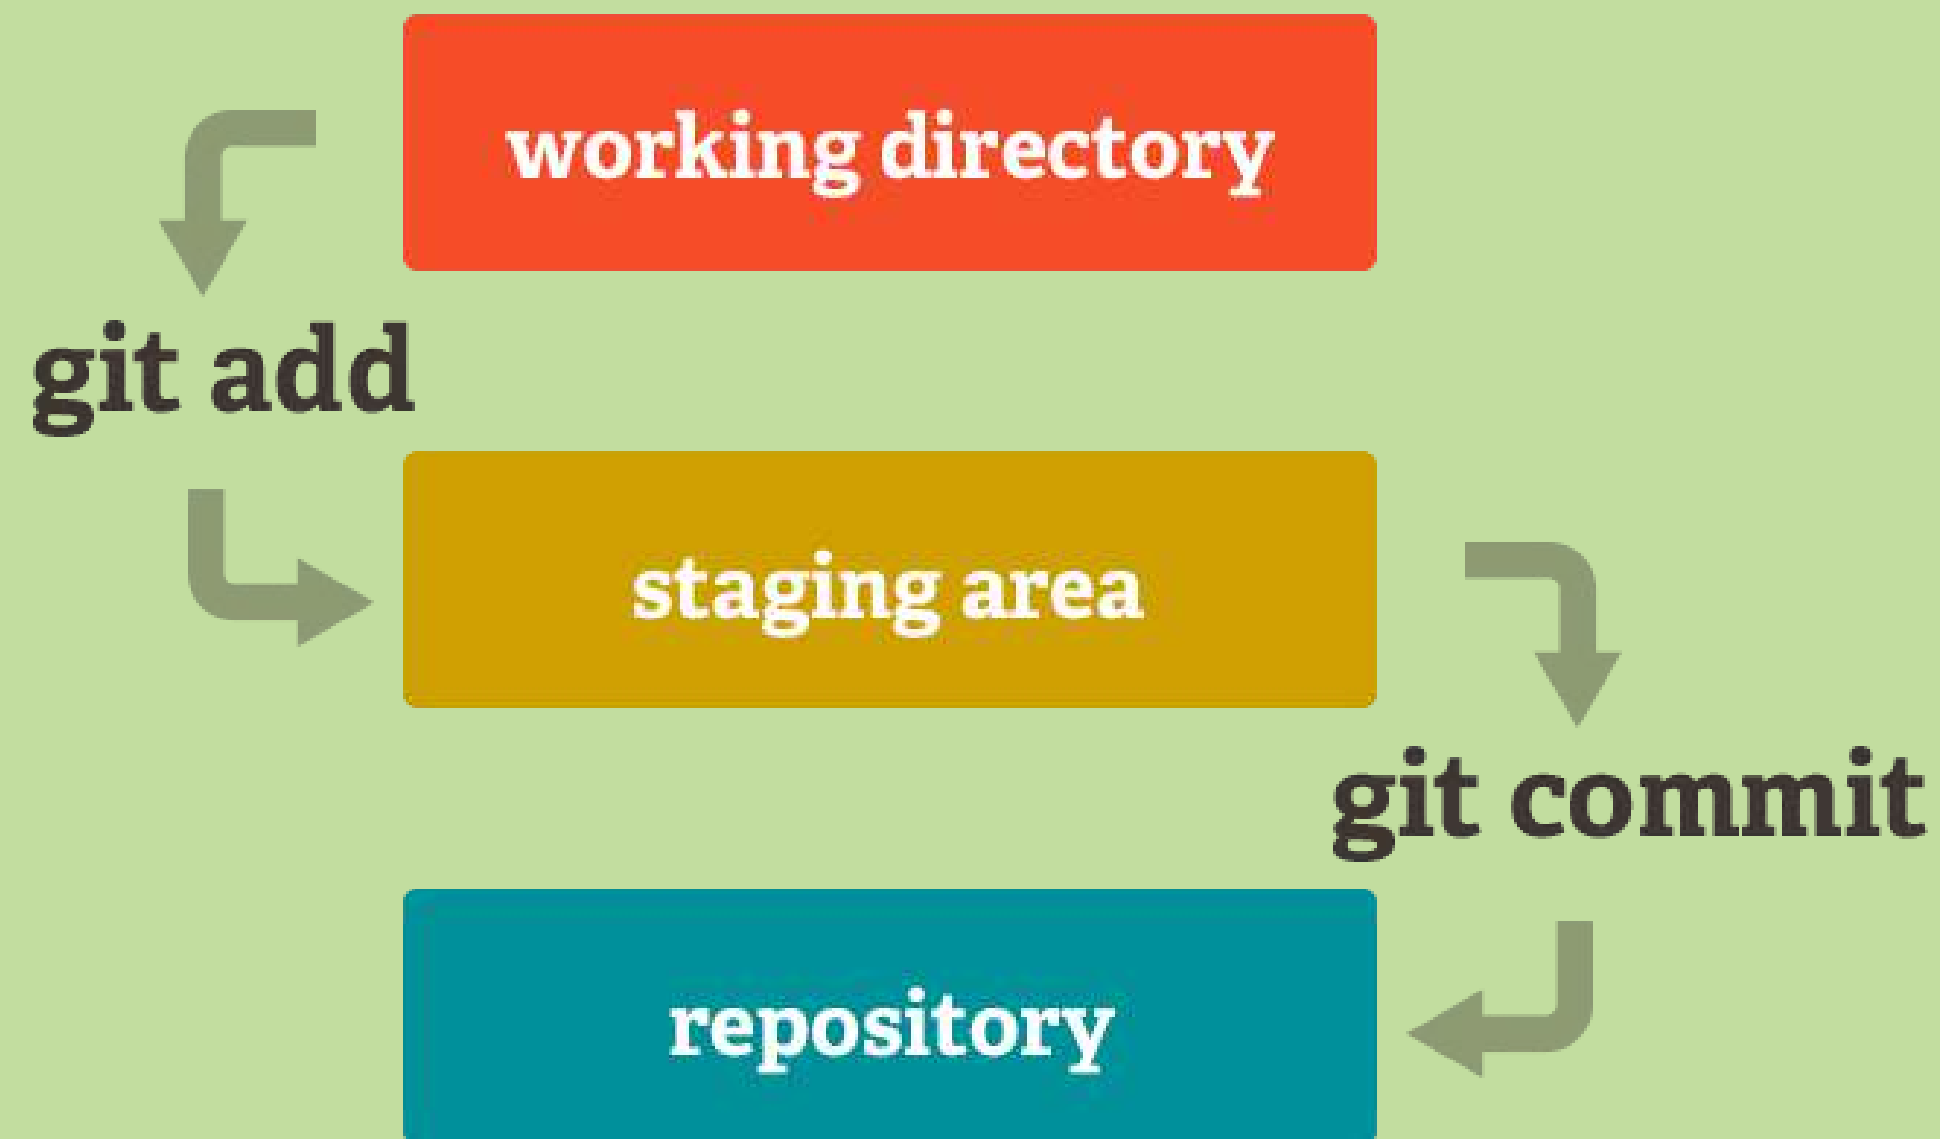 working directory
git add
staging area
git commit
repository